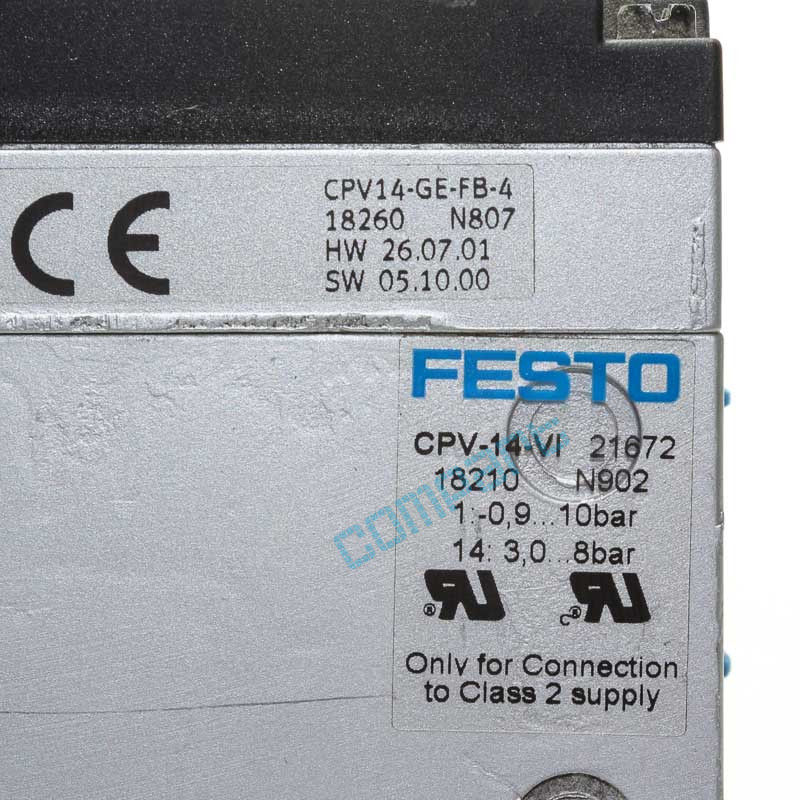 CE
CPV14-GE-FB-4
18260 N807
HW 26.07.01
SW 05.10.00
FESTO
CPV-14-VI 21672
18210 N902
1:-0,9...10bar
14: 3,0...8bar
Only for Connection
to Class 2 supply